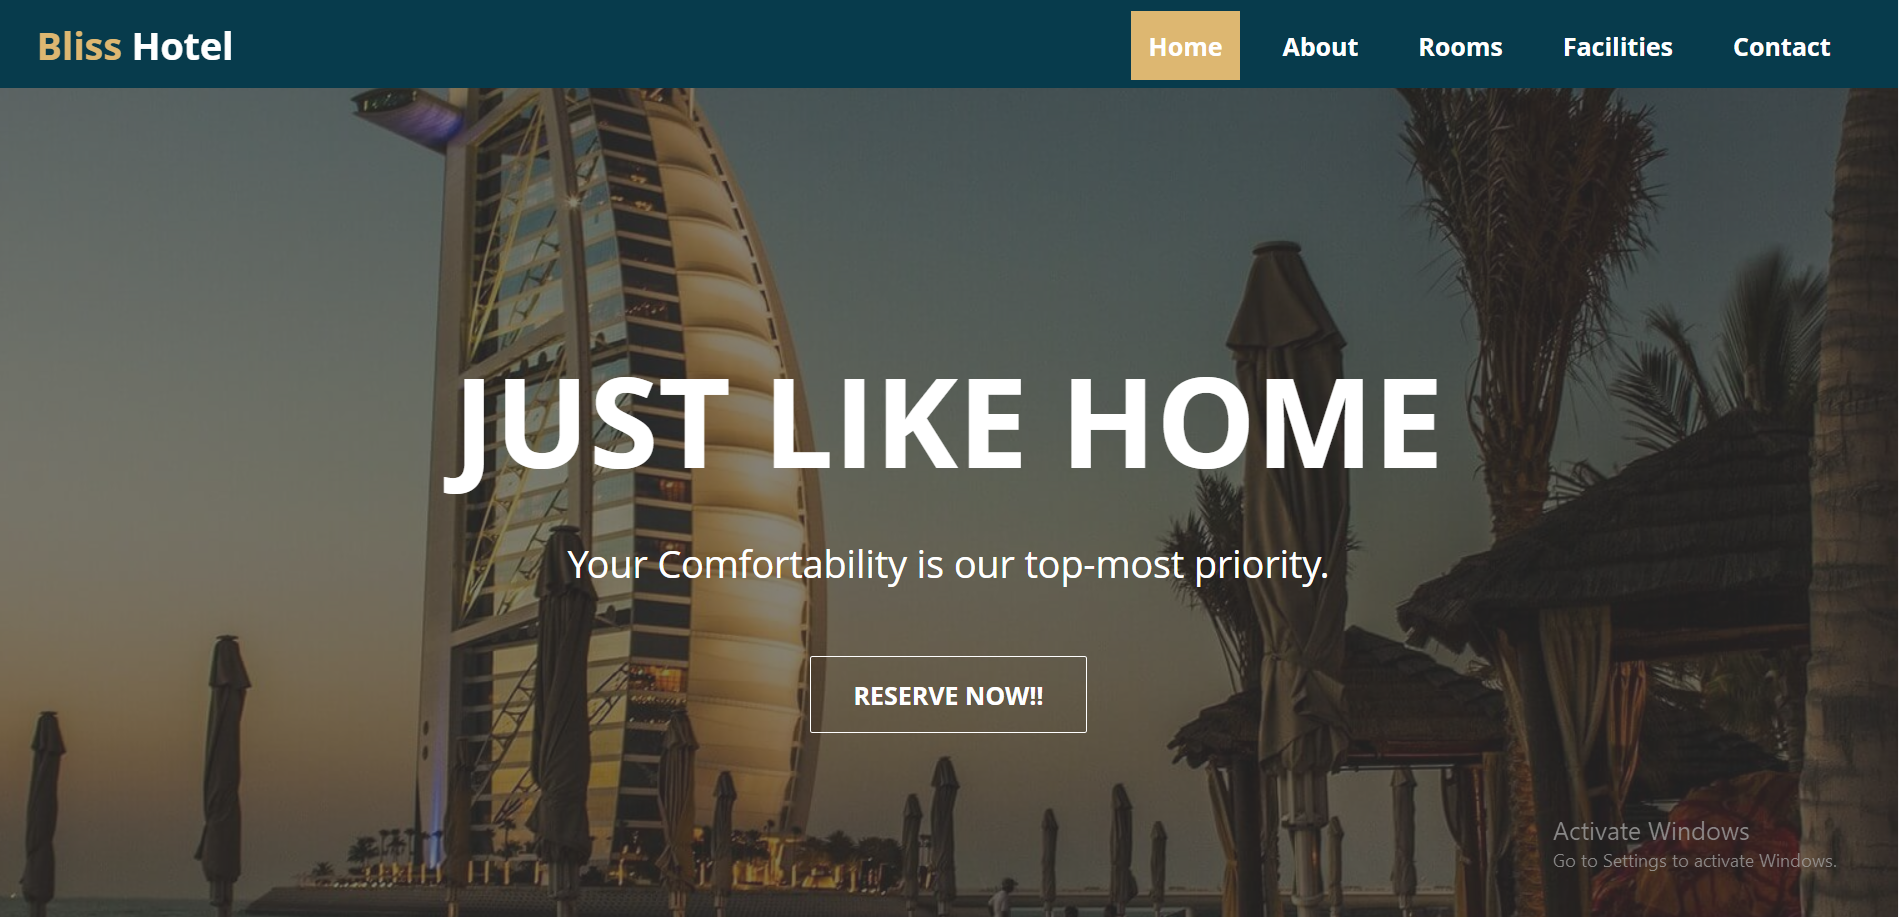 Bliss Hotel
Home About Rooms Facilities Contact
JUST LIKE HOME
Your Comfortability is our top-most priority.
RESERVE NOW!!
Activate Windows
Go to Settings to activate Windows.